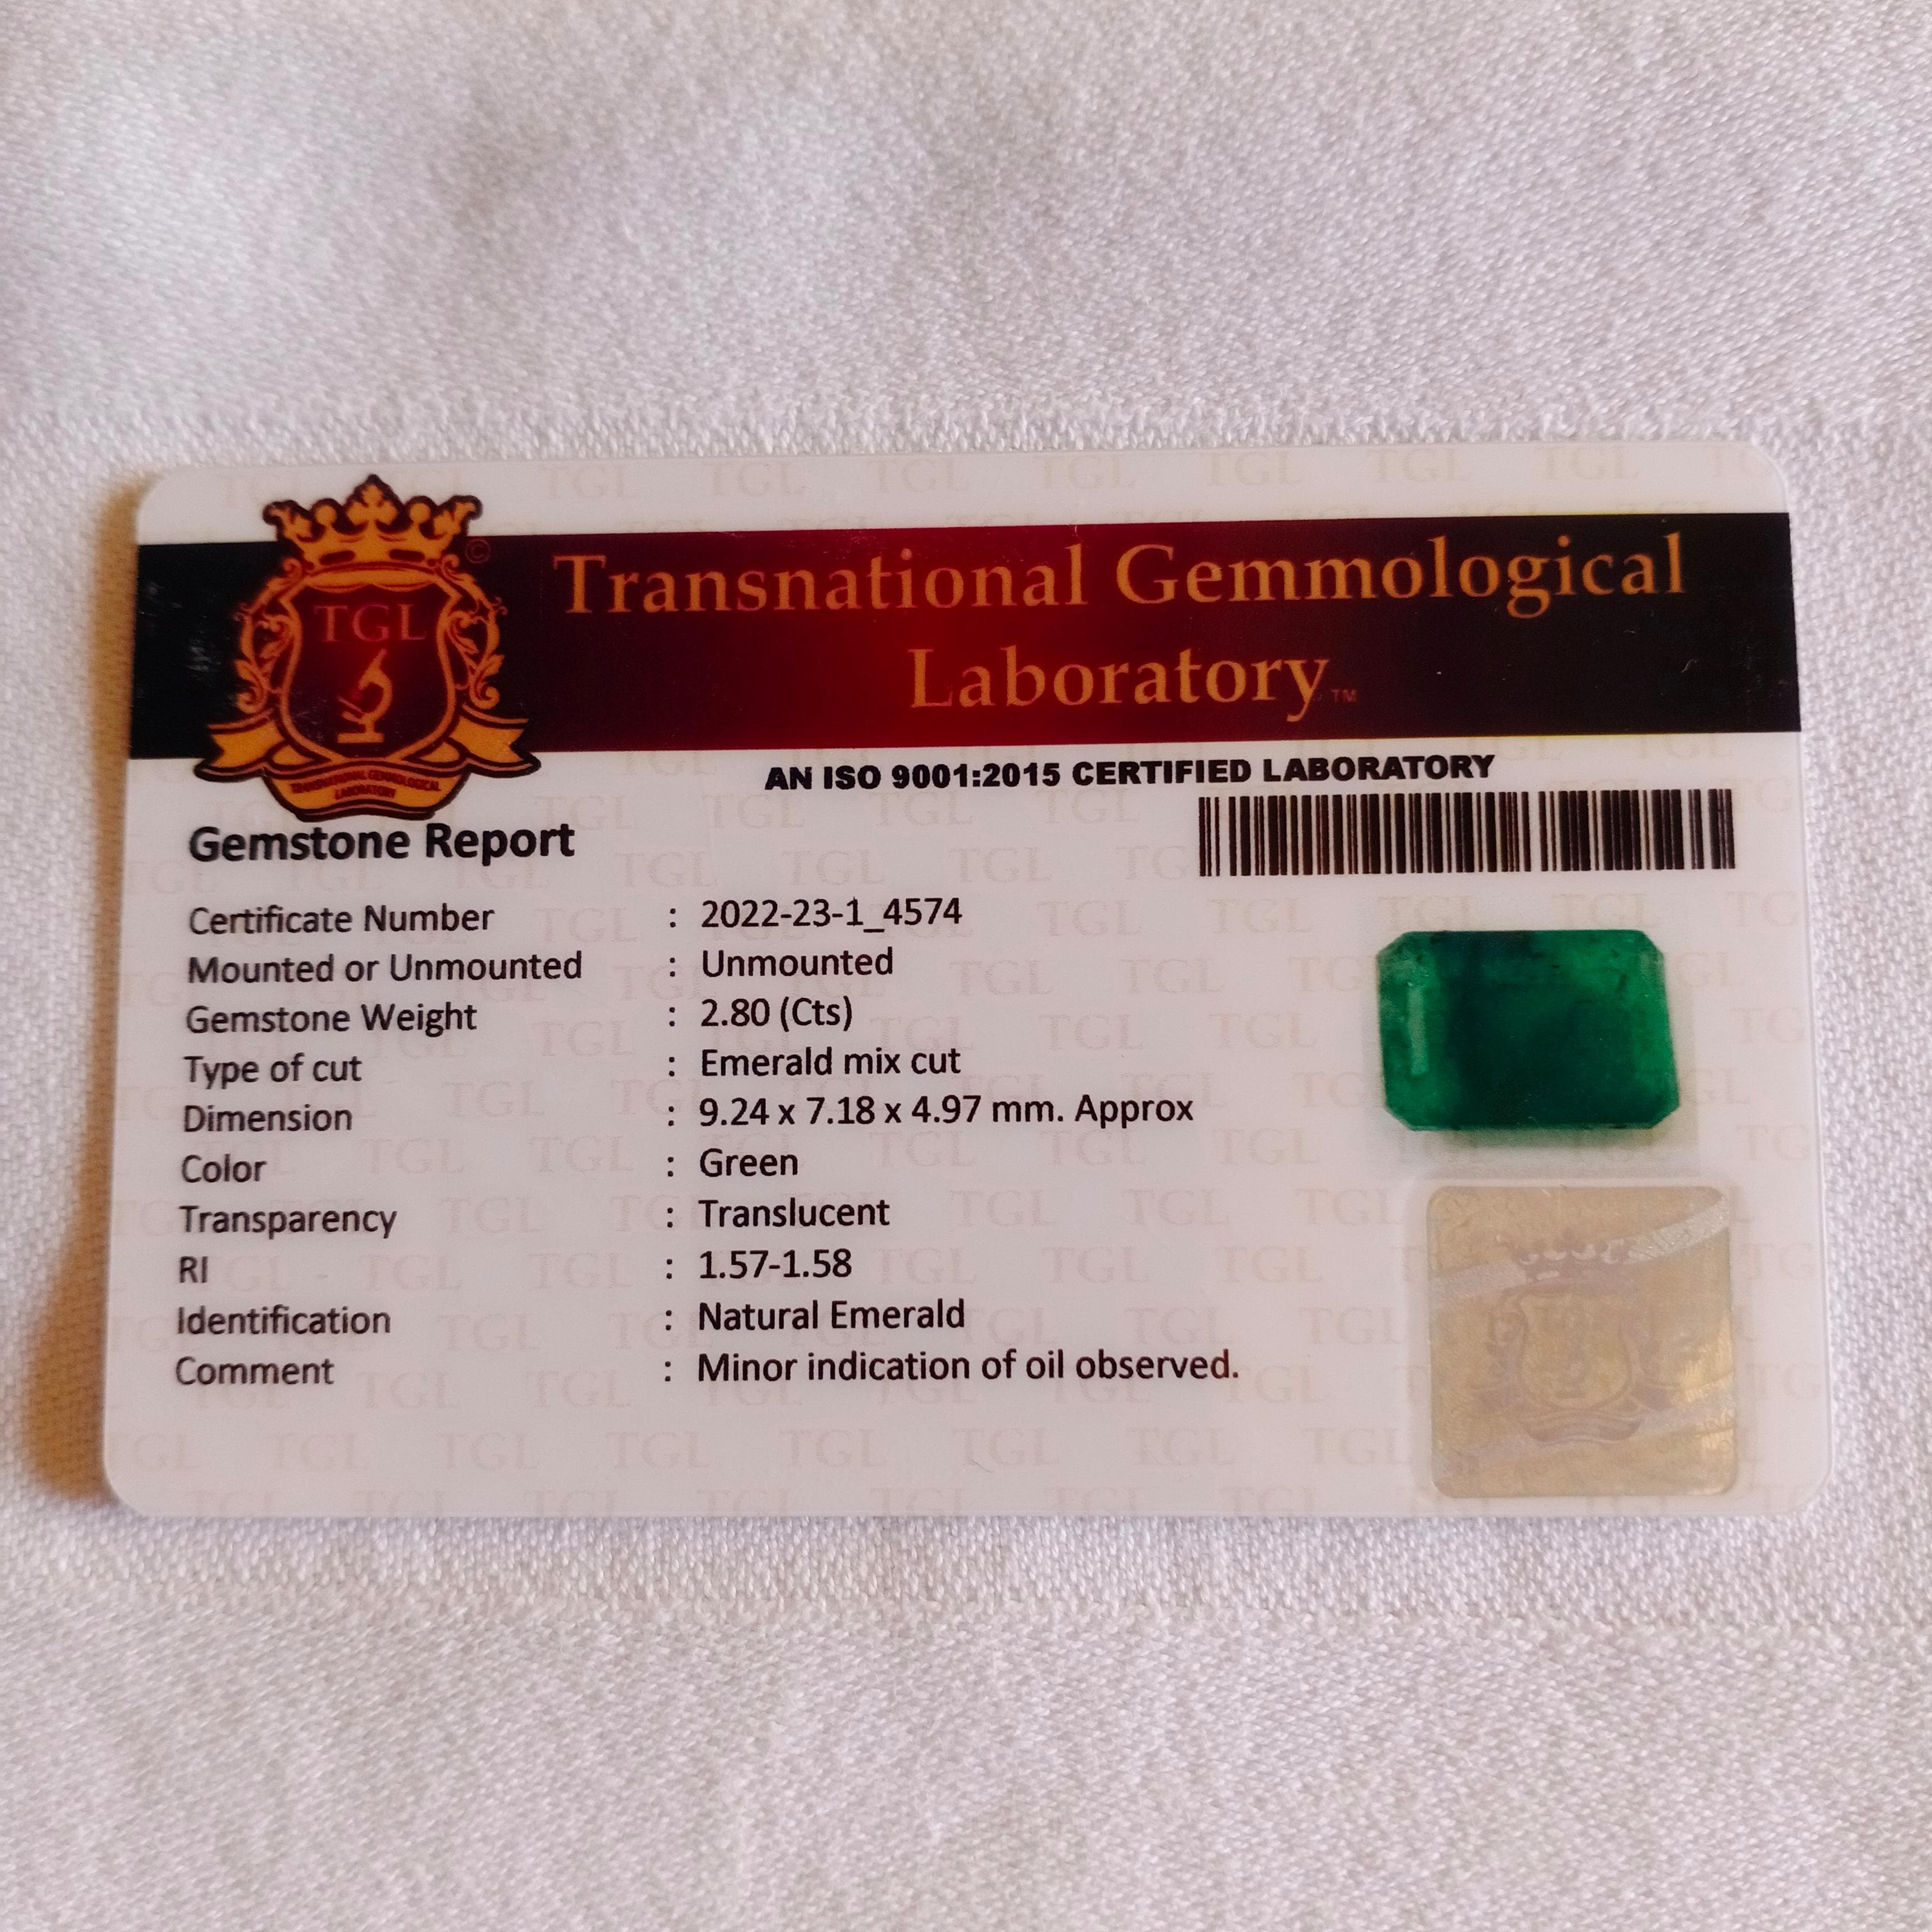 TGL
Transnational Gemmological
Laboratory™
TRANSNATIONAL GEMMOLOGICAL
LABORATORY
AN ISO 9001:2015 CERTIFIED LABORATORY
Gemstone Report
Certificate Number : 2022-23-1_4574
Mounted or Unmounted : Unmounted
Gemstone Weight : 2.80 (Cts)
Type of cut : Emerald mix cut
Dimension : 9.24 x 7.18 x 4.97 mm. Approx
Color : Green
Transparency : Translucent
RI : 1.57-1.58
Identification : Natural Emerald
Comment : Minor indication of oil observed.